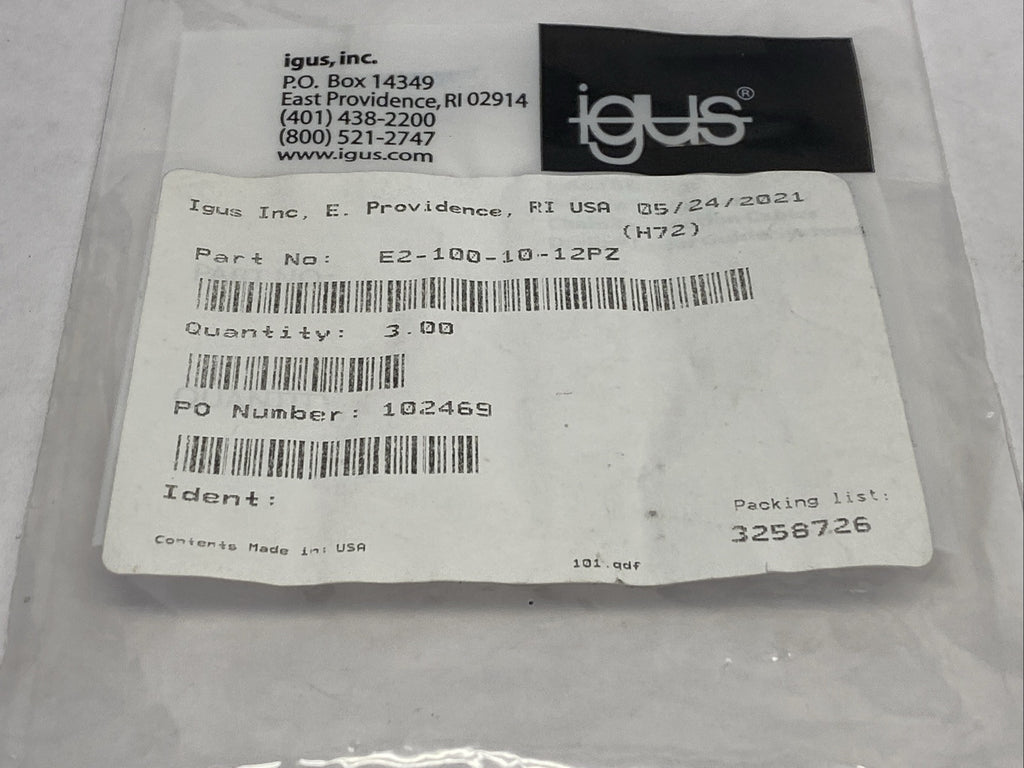 igus, inc.
P.O. Box 14349
East Providence, RI 02914
(401) 438-2200
(800) 521-2747
www.igus.com
igus®
Igus Inc, E. Providence, RI USA 05/24/2021
(H72)
Part No: E2-100-10-12PZ
Quantity: 3.00
PO Number: 102469
Ident:
Packing list:
3258726
Contents Made in: USA
101.qdf